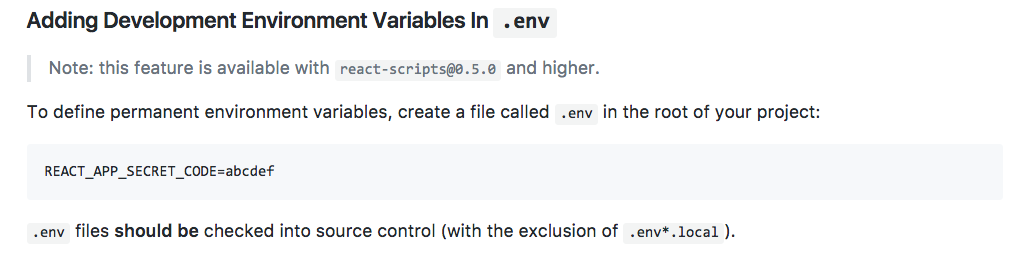 Adding Development Environment Variables In .env
Note: this feature is available with react-scripts@0.5.0 and higher.
To define permanent environment variables, create a file called .env in the root of your project:
REACT_APP_SECRET_CODE=abcdef
.env files should be checked into source control (with the exclusion of .env*.local ).